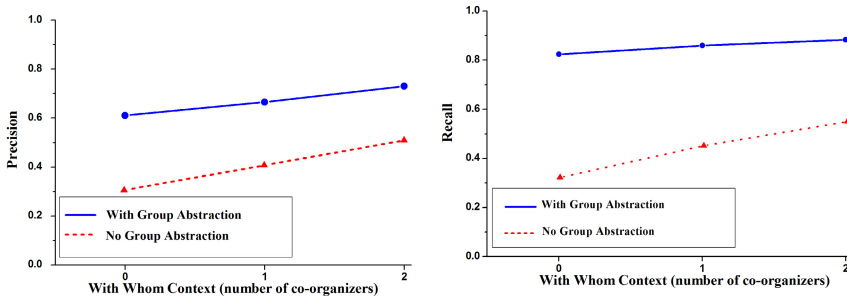 1.0
0.8
0.6
0.4
0.2
0.0
Precision
With Group Abstraction
No Group Abstraction
0 1 2
With Whom Context (number of co-organizers)
1.0
0.8
0.6
0.4
0.2
0.0
Recall
With Group Abstraction
No Group Abstraction
0 1 2
With Whom Context (number of co-organizers)